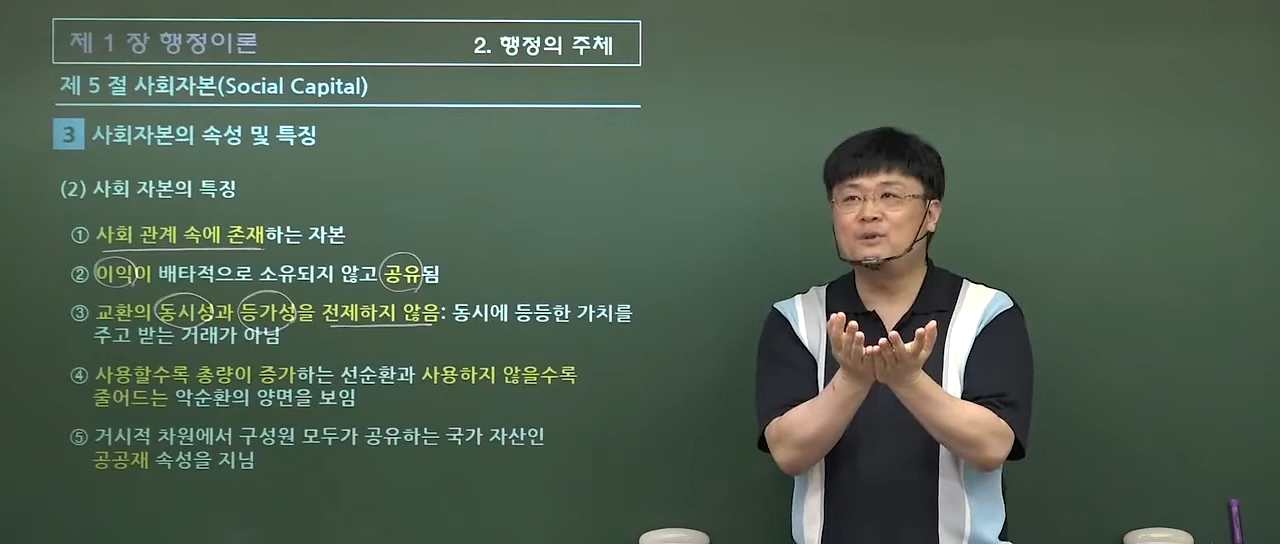 제 1 장 행정이론
2. 행정의 주체
제 5 절 사회자본(Social Capital)
3 사회자본의 속성 및 특징
(2) 사회 자본의 특징
① 사회 관계 속에 존재하는 자본
② 이익이 배타적으로 소유되지 않고 공유됨
③ 교환의 동시성과 등가성을 전제하지 않음: 동시에 등등한 가치를
주고 받는 거래가 아님
④ 사용할수록 총량이 증가하는 선순환과 사용하지 않을수록
줄어드는 악순환의 양면을 보임
⑤ 거시적 차원에서 구성원 모두가 공유하는 국가 자산인
공공재 속성을 지님